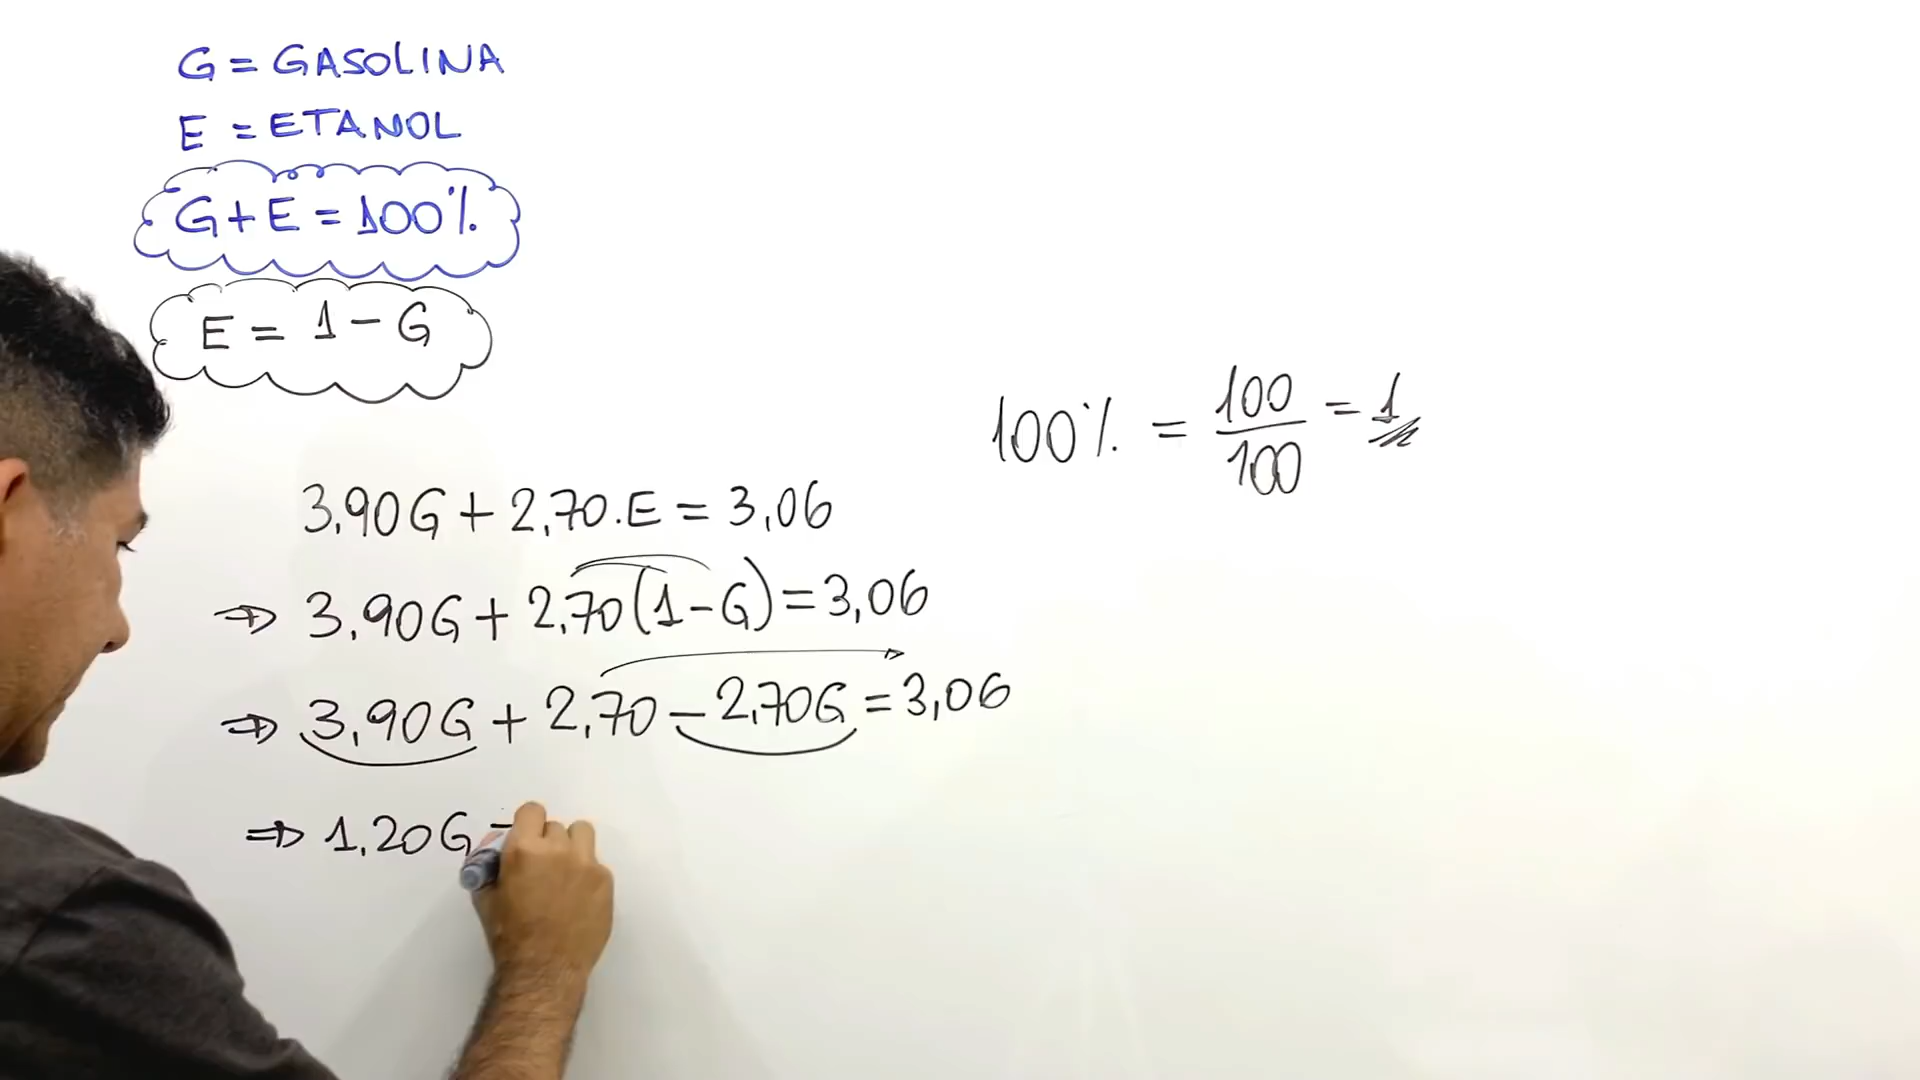 G = GASOLINA
E = ETANOL
G + E = 100%
E = 1 - G
100% = 100/100 = 1
3,90G + 2,70.E = 3,06
⇒ 3,90G + 2,70(1 - G) = 3,06
⇒ 3,90G + 2,70 - 2,70G = 3,06
⇒ 1,20G =